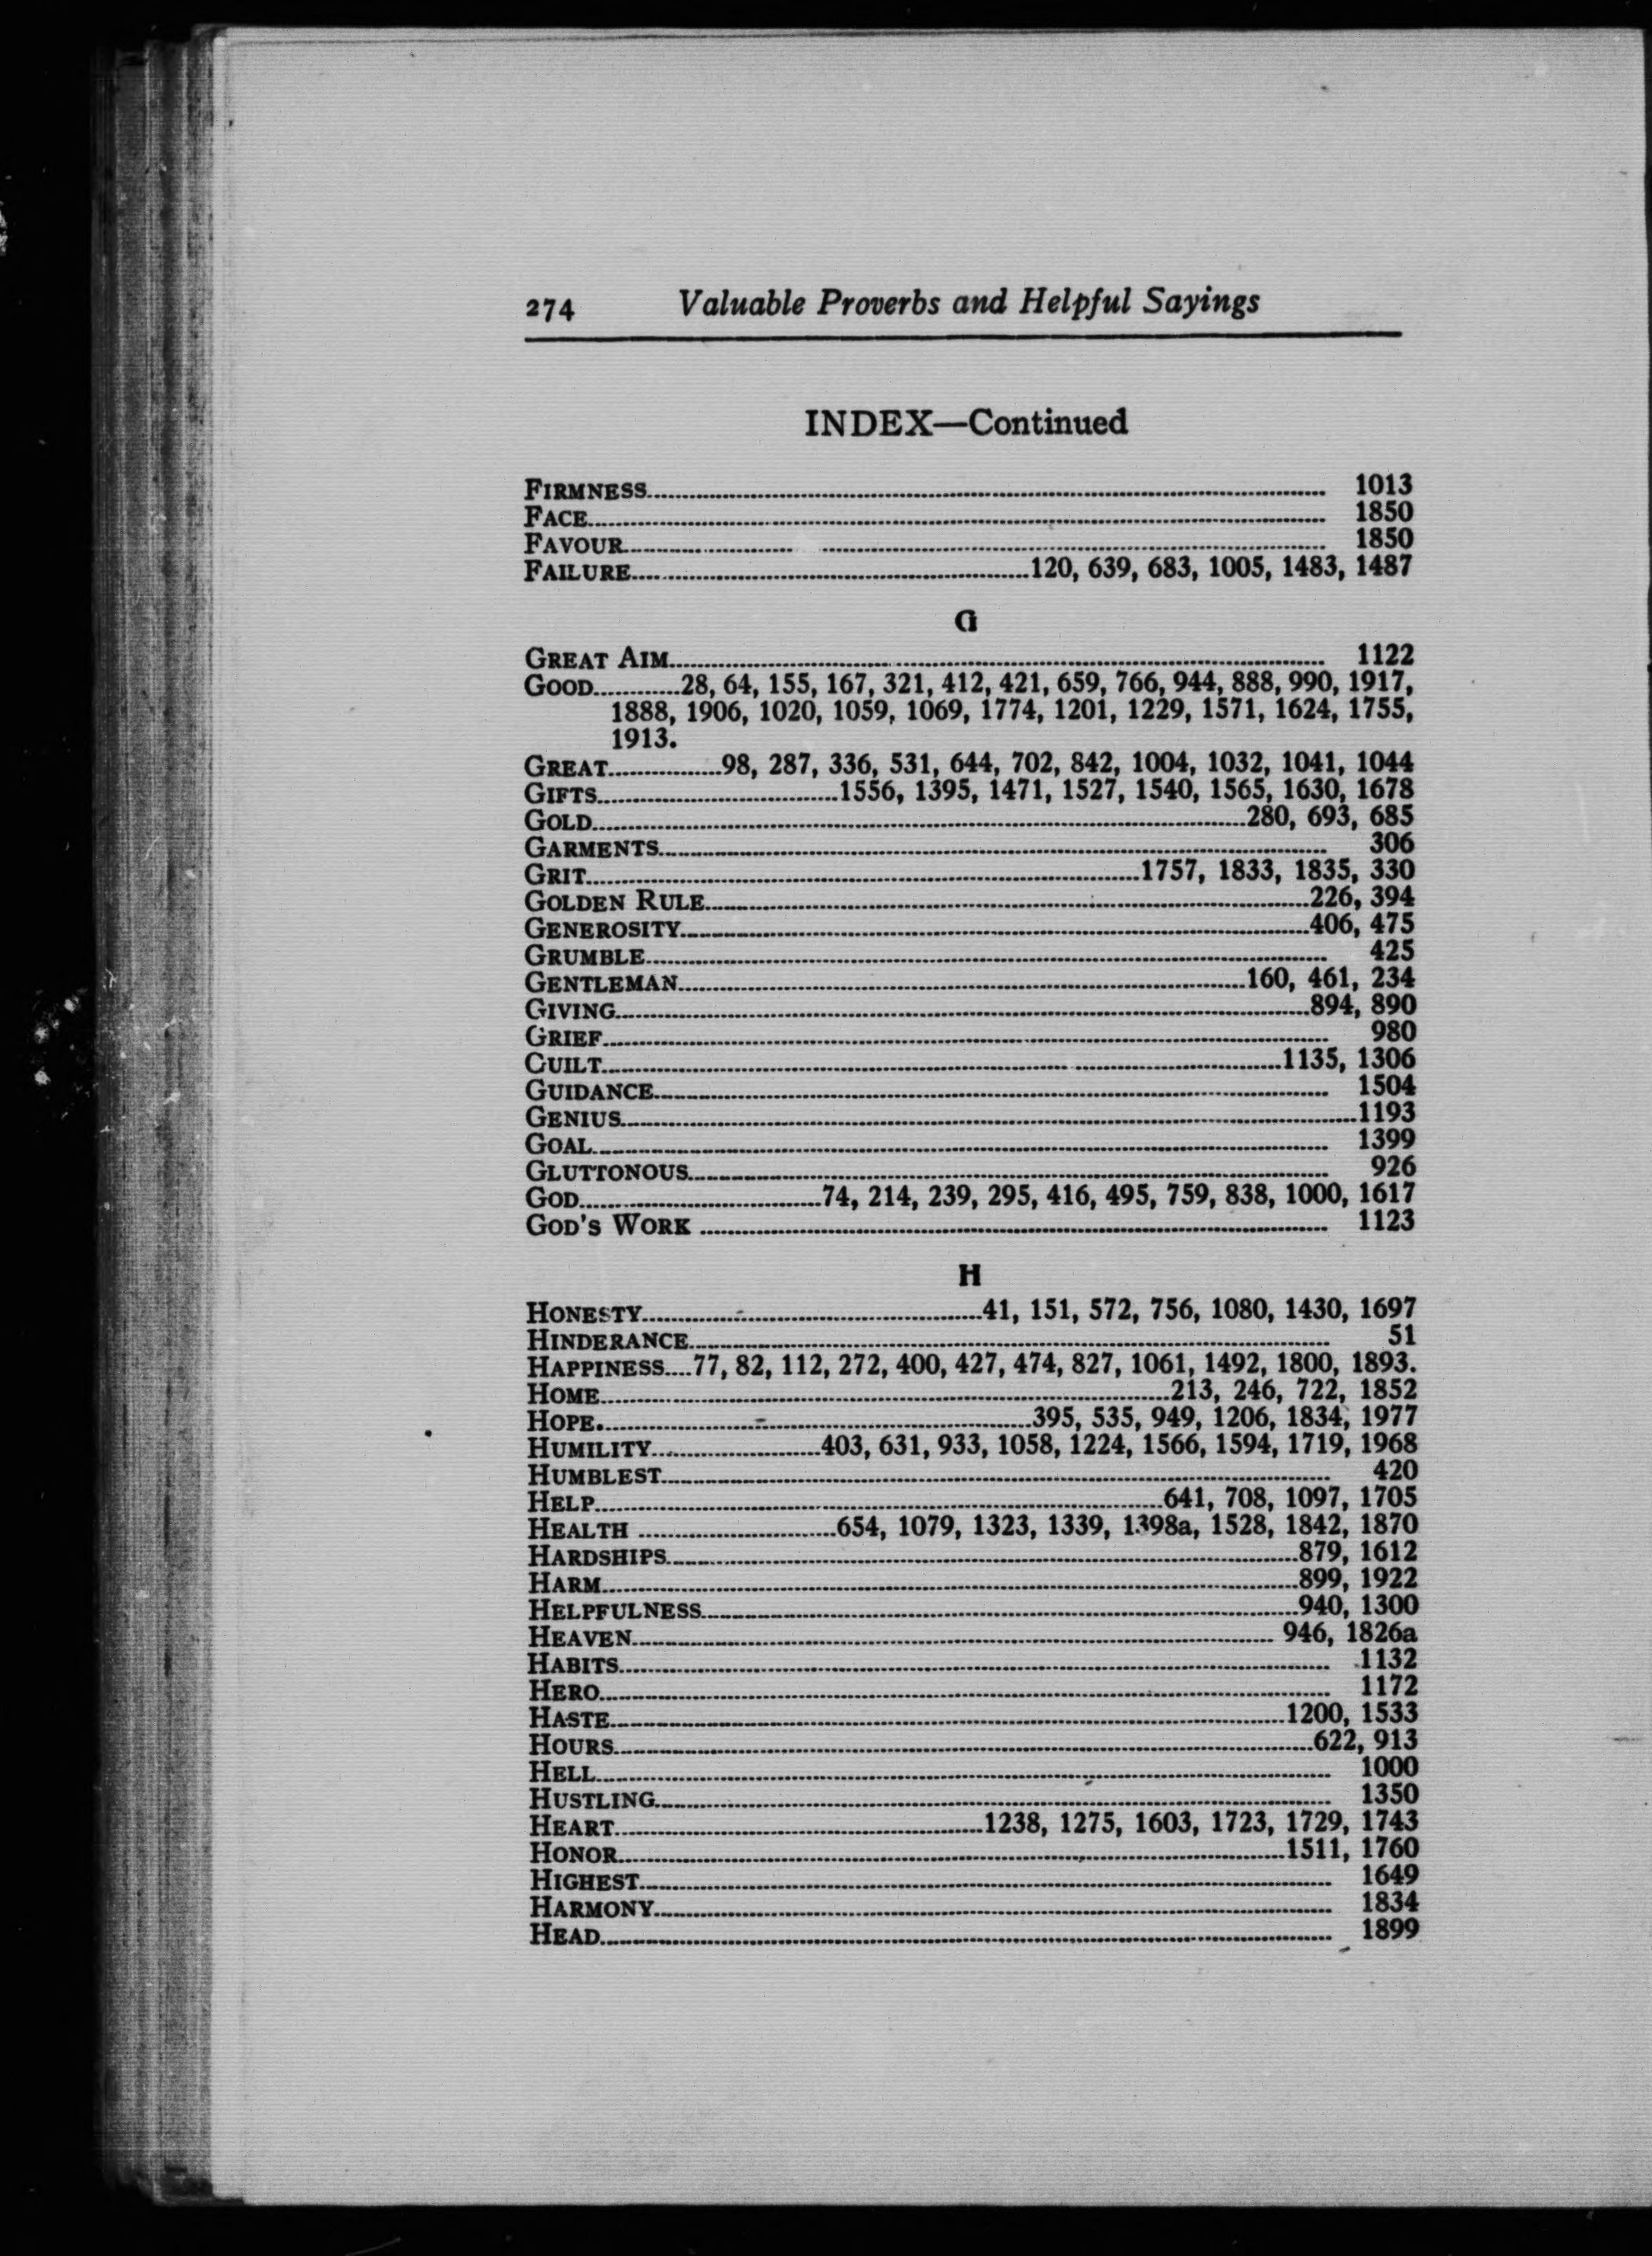 274 Valuable Proverbs and Helpful Sayings
INDEX—Continued
FIRMNESS 1013
FACE 1850
FAVOUR 1850
FAILURE 120, 639, 683, 1005, 1483, 1487
G
GREAT AIM 1122
GOOD 28, 64, 155, 167, 321, 412, 421, 659, 766, 944, 888, 990, 1917,
1888, 1906, 1020, 1059, 1069, 1774, 1201, 1229, 1571, 1624, 1755,
1913.
GREAT 98, 287, 336, 531, 644, 702, 842, 1004, 1032, 1041, 1044
GIFTS 1556, 1395, 1471, 1527, 1540, 1565, 1630, 1678
GOLD 280, 693, 685
GARMENTS 306
GRIT 1757, 1833, 1835, 330
GOLDEN RULE 226, 394
GENEROSITY 406, 475
GRUMBLE 425
GENTLEMAN 160, 461, 234
GIVING 894, 890
GRIEF 980
GUILT 1135, 1306
GUIDANCE 1504
GENIUS 1193
GOAL 1399
GLUTTONOUS 926
GOD 74, 214, 239, 295, 416, 495, 759, 838, 1000, 1617
GOD'S WORK 1123
H
HONESTY 41, 151, 572, 756, 1080, 1430, 1697
HINDERANCE 51
HAPPINESS 77, 82, 112, 272, 400, 427, 474, 827, 1061, 1492, 1800, 1893.
HOME 213, 246, 722, 1852
HOPE 395, 535, 949, 1206, 1834, 1977
HUMILITY 403, 631, 933, 1058, 1224, 1566, 1594, 1719, 1968
HUMBLEST 420
HELP 641, 708, 1097, 1705
HEALTH 654, 1079, 1323, 1339, 1398a, 1528, 1842, 1870
HARDSHIPS 879, 1612
HARM 899, 1922
HELPFULNESS 940, 1300
HEAVEN 946, 1826a
HABITS 1132
HERO 1172
HASTE 1200, 1533
HOURS 622, 913
HELL 1000
HUSTLING 1350
HEART 1238, 1275, 1603, 1723, 1729, 1743
HONOR 1511, 1760
HIGHEST 1649
HARMONY 1834
HEAD 1899